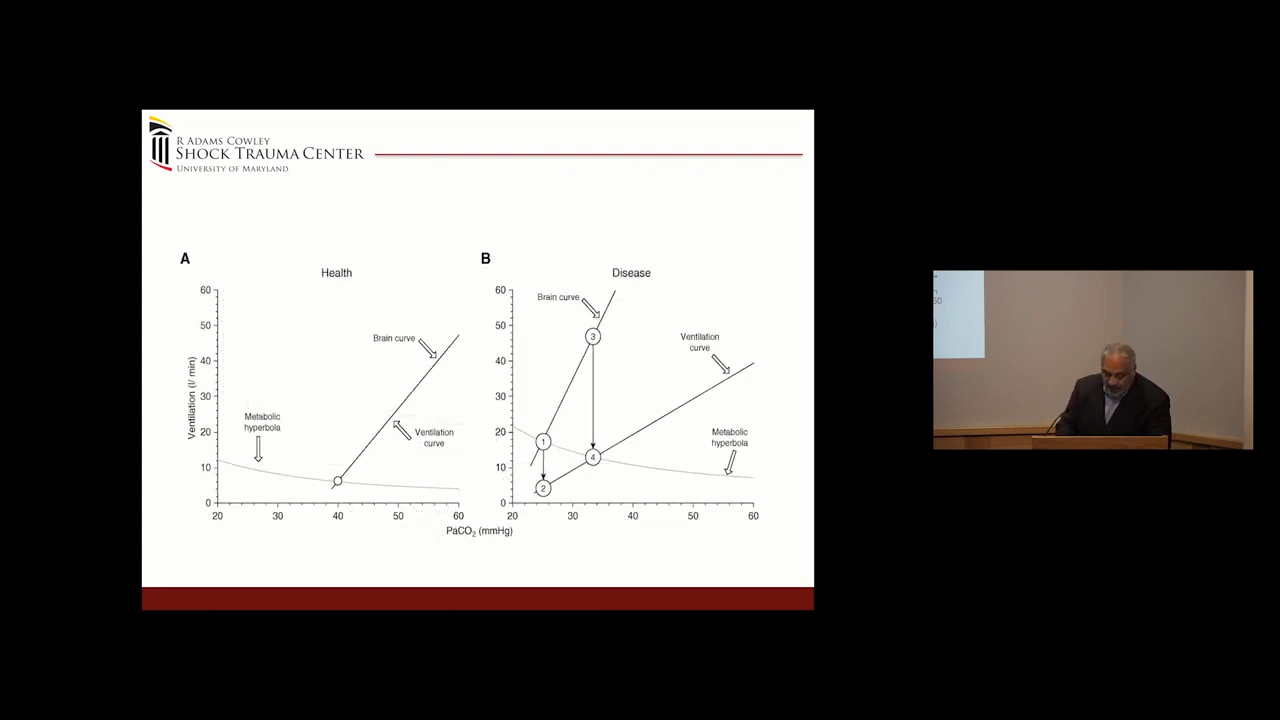 R ADAMS COWLEY
SHOCK TRAUMA CENTER
UNIVERSITY OF MARYLAND
A
Health
60
50
40
30
20
10
0
Ventilation (l/ min)
Brain curve
Metabolic
hyperbola
Ventilation
curve
20 30 40 50 60
B
Disease
60
50
40
30
20
10
0
Brain curve
Ventilation
curve
Metabolic
hyperbola
3
1
4
2
20 30 40 50 60
PaCO2 (mmHg)